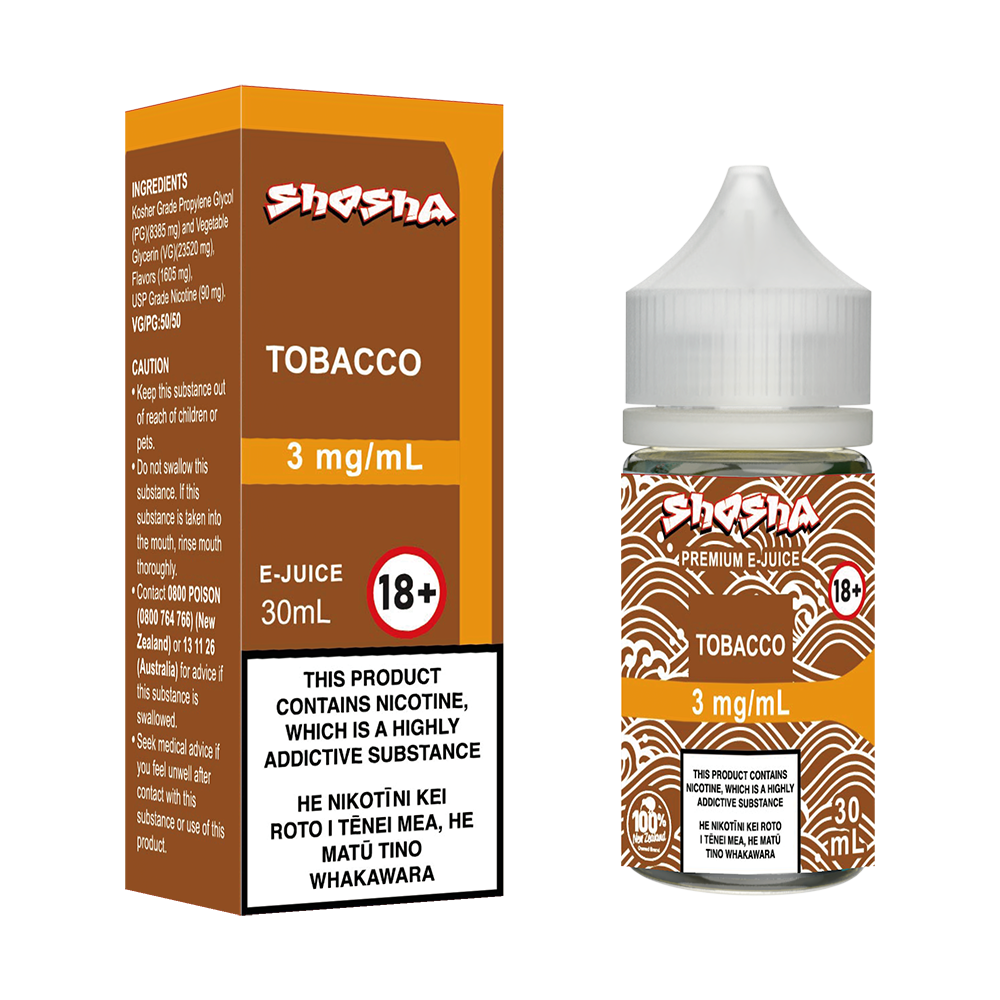 INGREDIENTS
Kosher Grade Propylene Glycol
(PG)(8385 mg) and Vegetable
Glycerin (VG)(23520 mg),
Flavors (1605 mg),
USP Grade Nicotine (90 mg).
VG/PG:50/50
CAUTION
• Keep this substance out
of reach of children or
pets.
• Do not swallow this
substance. If this
substance is taken into
the mouth, rinse mouth
thoroughly.
• Contact 0800 POISON
(0800 764 766) (New
Zealand) or 13 11 26
(Australia) for advice if
this substance is
swallowed.
• Seek medical advice if
you feel unwell after
contact with this
substance or use of this
product.
SHOSHA
TOBACCO
3 mg/mL
E-JUICE
30mL
18+
THIS PRODUCT
CONTAINS NICOTINE,
WHICH IS A HIGHLY
ADDICTIVE SUBSTANCE
HE NIKOTĪNI KEI
ROTO I TĒNEI MEA, HE
MATŪ TINO
WHAKAWARA
SHOSHA
PREMIUM E-JUICE
18+
TOBACCO
3 mg/mL
THIS PRODUCT CONTAINS
NICOTINE, WHICH IS A HIGHLY
ADDICTIVE SUBSTANCE
HE NIKOTĪNI KEI ROTO
I TĒNEI MEA, HE MATŪ
TINO WHAKAWARA
100%
New Zealand
Owned Brand
30
mL